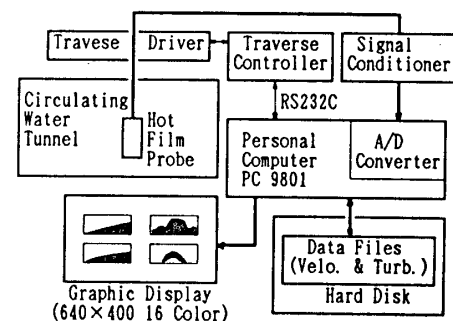 Travese Driver
Traverse
Controller
Signal
Conditioner
RS232C
Circulating
Water
Tunnel
Hot
Film
Probe
Personal
Computer
PC 9801
A/D
Converter
Data Files
(Velo. & Turb.)
Hard Disk
Graphic Display
(640×400 16 Color)